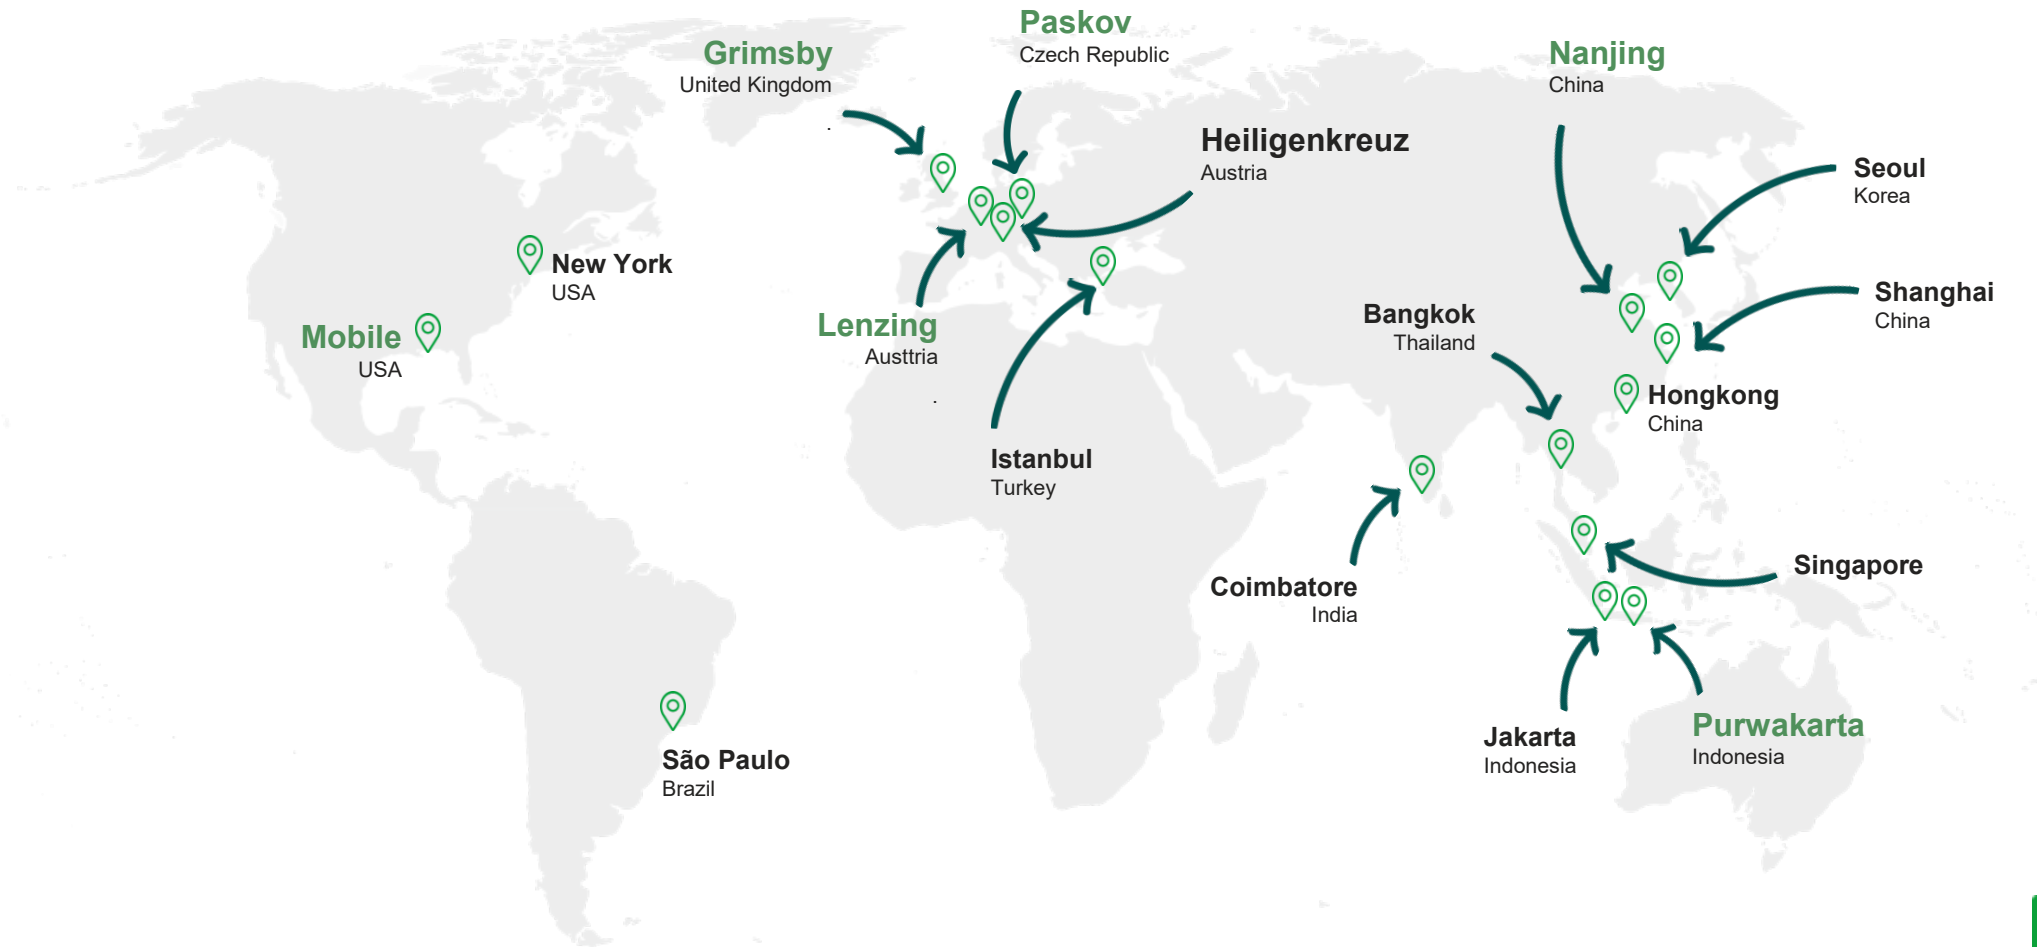 Paskov
Czech Republic
Grimsby
United Kingdom
.
Nanjing
China
Heiligenkreuz
Austria
Seoul
Korea
New York
USA
Mobile
USA
Lenzing
Austtria
.
Istanbul
Turkey
Bangkok
Thailand
Shanghai
China
Hongkong
China
Coimbatore
India
Singapore
Jakarta
Indonesia
Purwakarta
Indonesia
São Paulo
Brazil